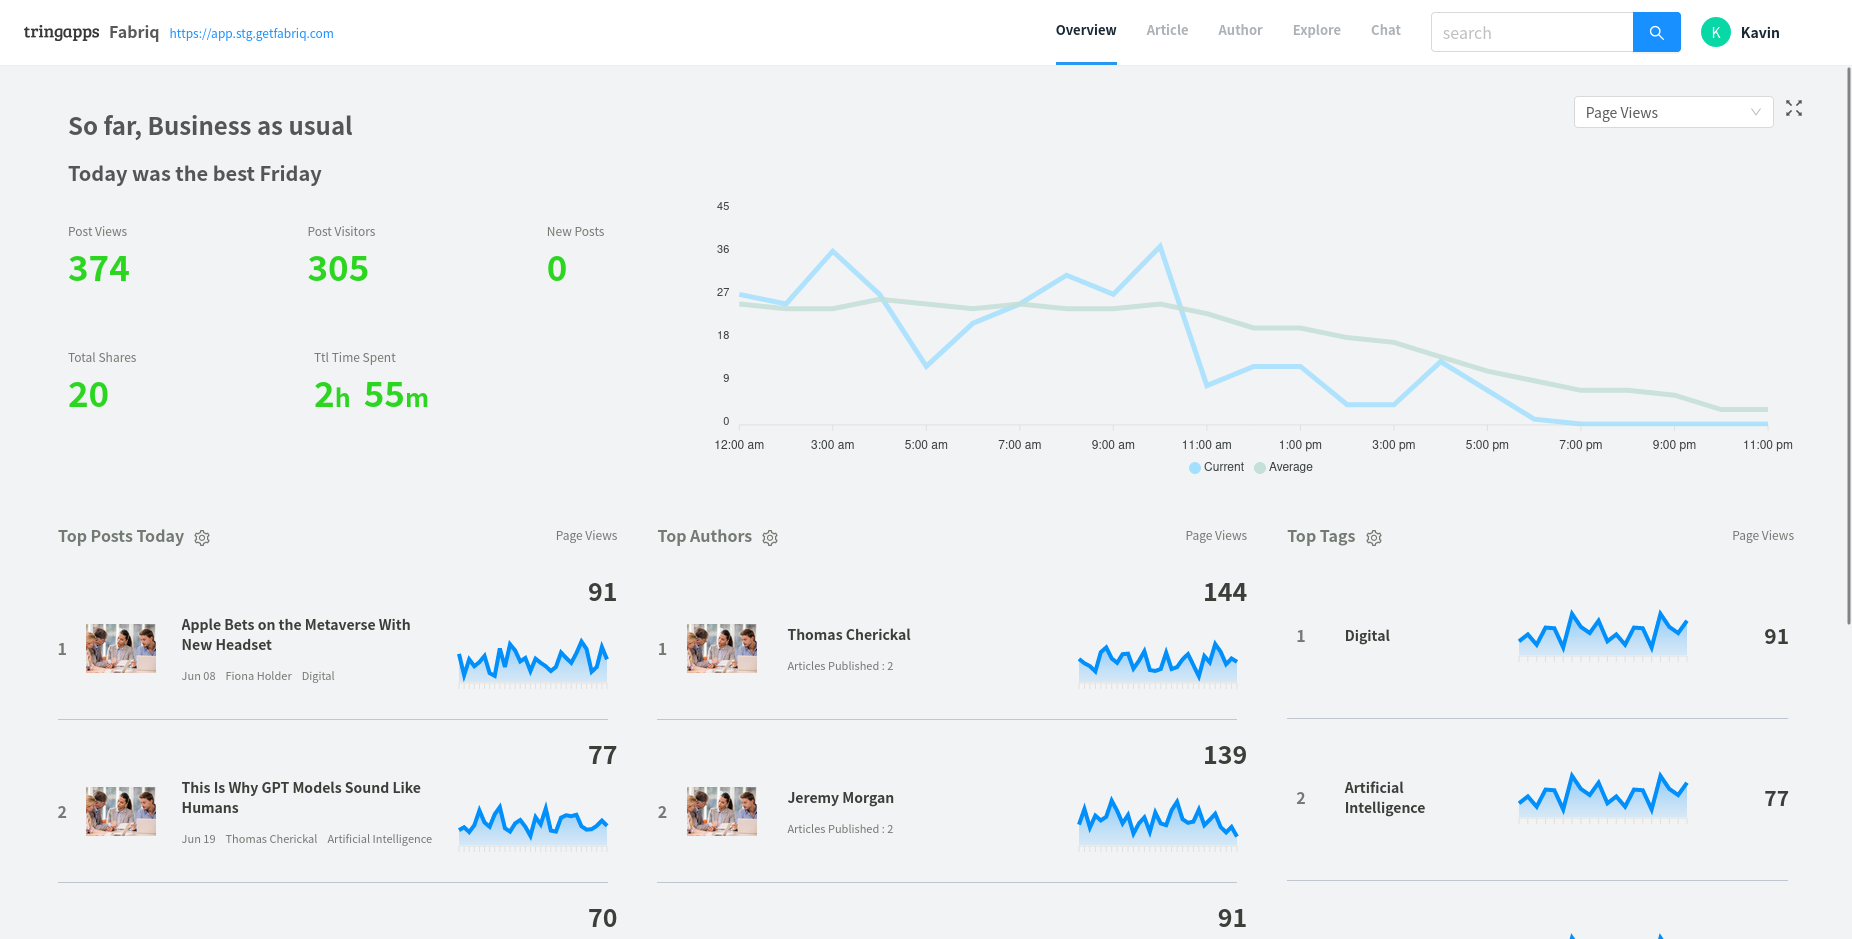 tringapps Fabriq https://app.stg.getfabriq.com
Overview Article Author Explore Chat search K Kavin
So far, Business as usual
Page Views
Today was the best Friday
Post Views Post Visitors New Posts
374 305 0
Total Shares Ttl Time Spent
20 2h 55m
45
36
27
18
9
0
12:00 am 3:00 am 5:00 am 7:00 am 9:00 am 11:00 am 1:00 pm 3:00 pm 5:00 pm 7:00 pm 9:00 pm 11:00 pm
Current Average
Top Posts Today Page Views
91
1
Apple Bets on the Metaverse With
New Headset
Jun 08 Fiona Holder Digital
77
2
This Is Why GPT Models Sound Like
Humans
Jun 19 Thomas Cherickal Artificial Intelligence
70
Top Authors Page Views
144
1
Thomas Cherickal
Articles Published : 2
139
2
Jeremy Morgan
Articles Published : 2
91
Top Tags Page Views
1 Digital 91
2
Artificial
Intelligence
77